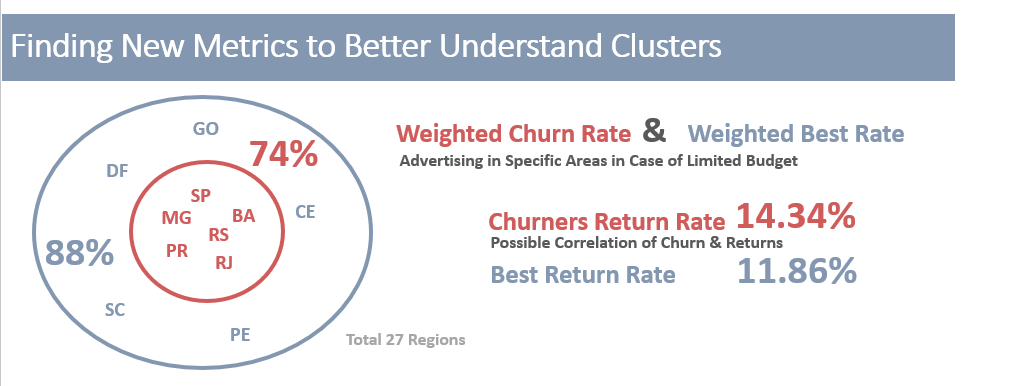 Finding New Metrics to Better Understand Clusters
GO
74%
DF
SP
MG
BA
CE
RS
88%
PR
RJ
SC
PE
Total 27 Regions
Weighted Churn Rate & Weighted Best Rate
Advertising in Specific Areas in Case of Limited Budget
Churners Return Rate 14.34%
Possible Correlation of Churn & Returns
Best Return Rate 11.86%